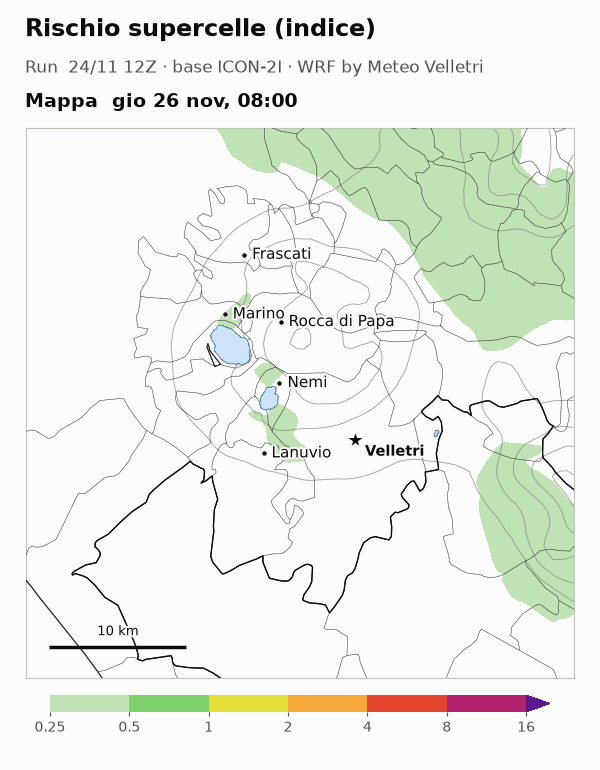 Rischio supercelle (indice)
Run  24/11 12Z · base ICON-2I · WRF by Meteo Velletri
Mappa  gio 26 nov, 08:00
Frascati
Marino
Rocca di Papa
Nemi
Velletri
Lanuvio
10 km
0.25 0.5 1 2 4 8 16